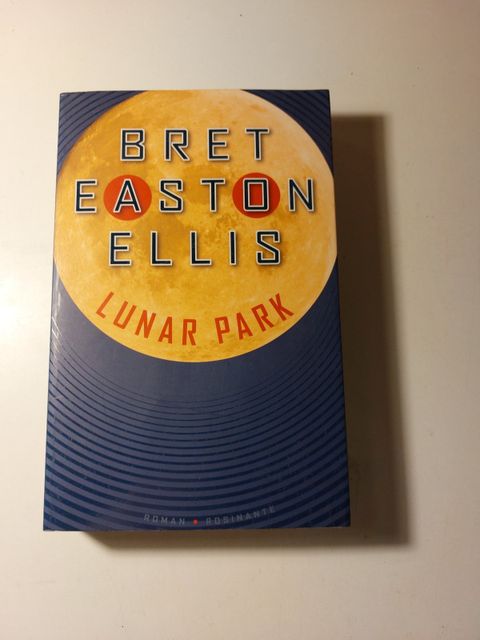 BRET
EASTON
ELLIS
LUNAR PARK
ROMAN • ROSINANTE